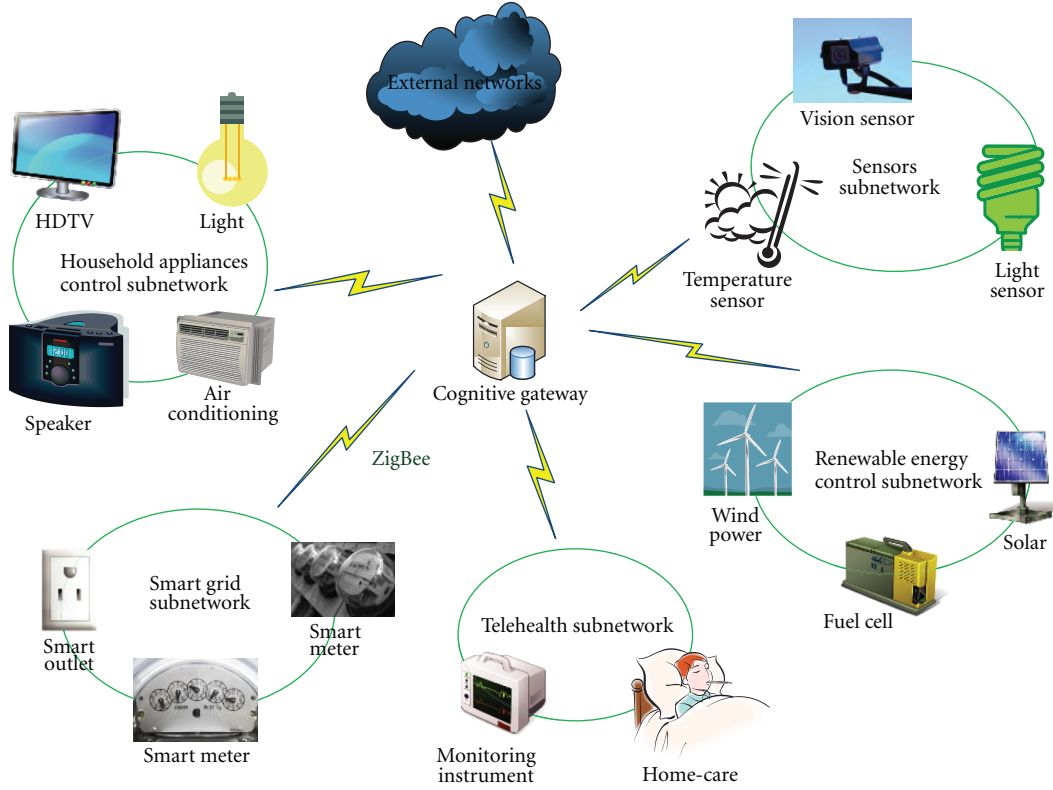 External networks
Vision sensor
Sensors
subnetwork
HDTV
Light
Household appliances
control subnetwork
Temperature
sensor
Light
sensor
Speaker
Air
conditioning
Cognitive gateway
ZigBee
Renewable energy
control subnetwork
Wind
power
Solar
Fuel cell
Smart grid
subnetwork
Smart
outlet
Smart
meter
Smart meter
Telehealth subnetwork
Monitoring
instrument
Home-care